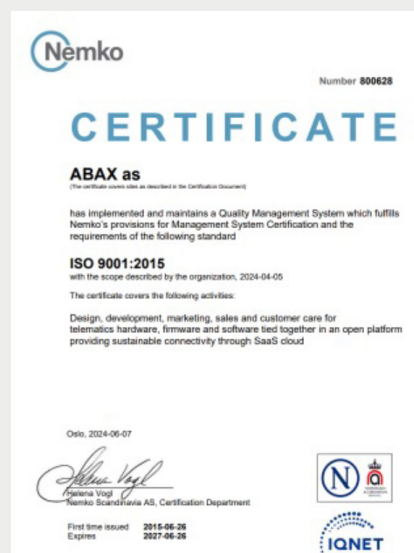 Nemko
Number 800628
CERTIFICATE
ABAX as
(The certificate covers sites as described in the Certification Document)
has implemented and maintains a Quality Management System which fulfills
Nemko's provisions for Management System Certification and the
requirements of the following standard
ISO 9001:2015
with the scope described by the organization, 2024-04-05
The certificate covers the following activities:
Design, development, marketing, sales and customer care for
telematics hardware, firmware and software tied together in an open platform
providing sustainable connectivity through SaaS cloud
Oslo, 2024-06-07
Helena Vogl
Helena Vogl
Nemko Scandinavia AS, Certification Department
N
First time issued 2015-06-26
Expires 2027-06-26
IQNET